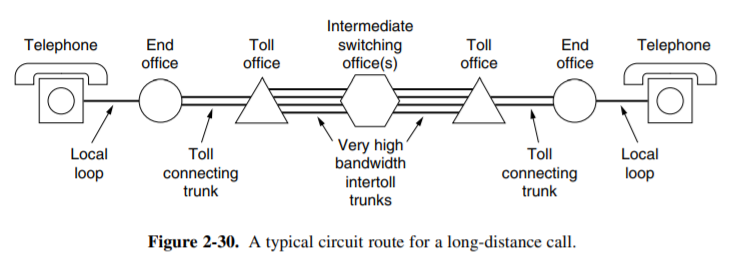 Telephone
End
office
Toll
office
Intermediate
switching
office(s)
Toll
office
End
office
Telephone
Local
loop
Toll
connecting
trunk
Very high
bandwidth
intertoll
trunks
Toll
connecting
trunk
Local
loop
Figure 2-30. A typical circuit route for a long-distance call.